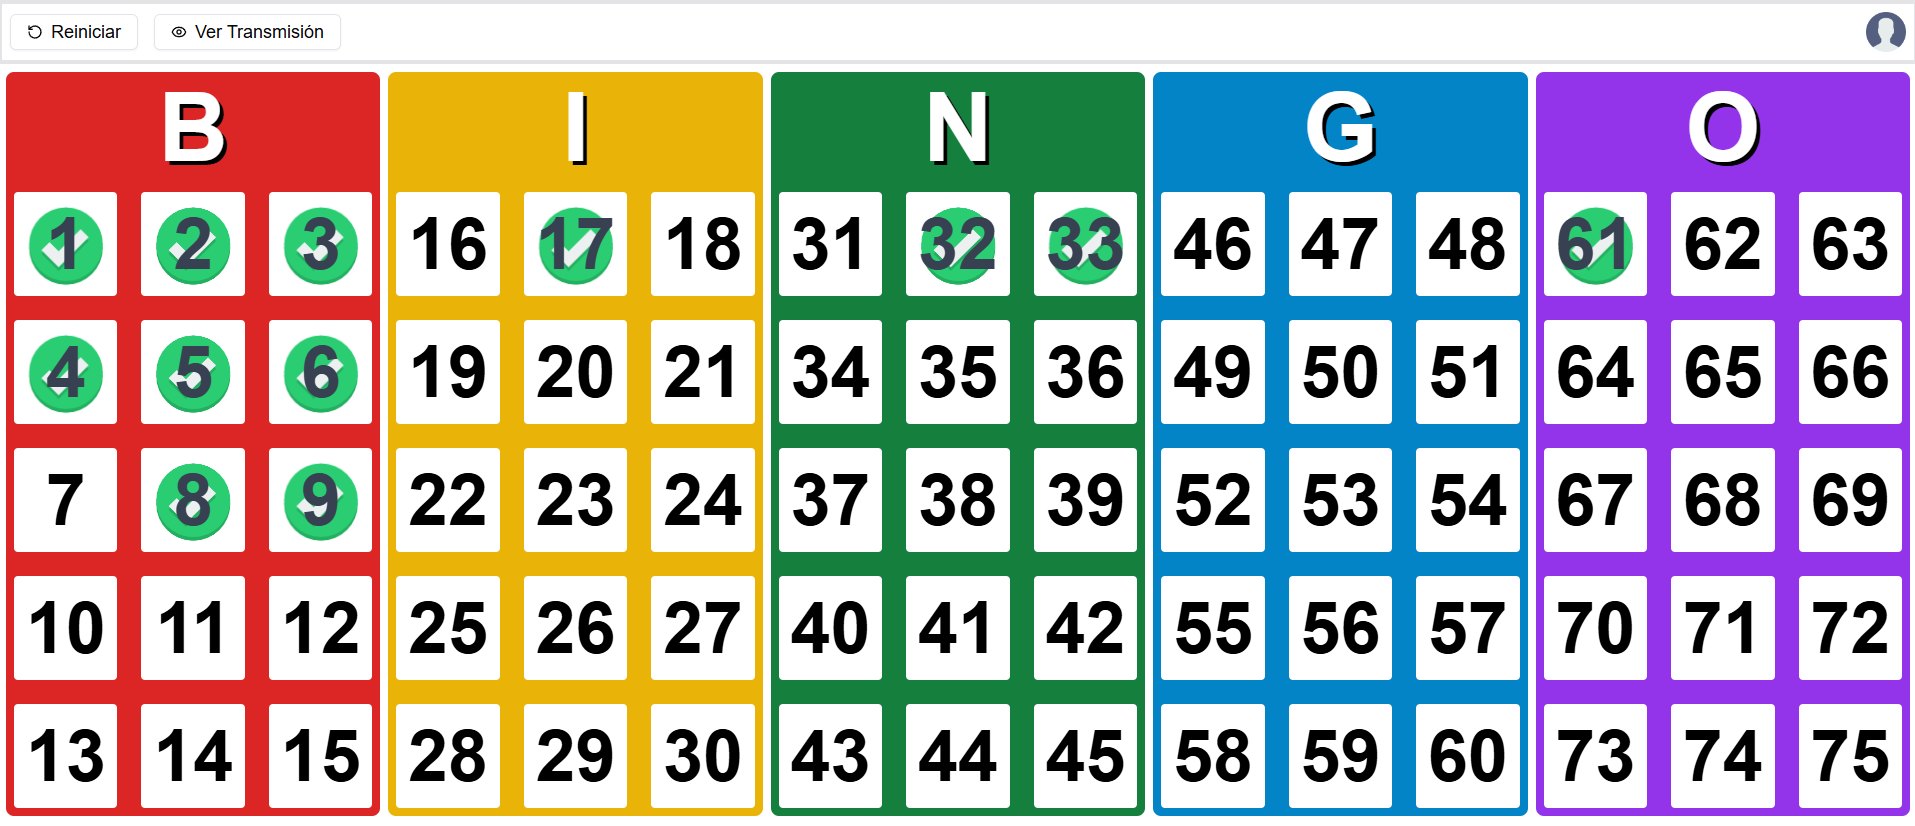 Reiniciar Ver Transmisión
B I N G O
1 2 3 16 17 18 31 32 33 46 47 48 61 62 63
4 5 6 19 20 21 34 35 36 49 50 51 64 65 66
7 8 9 22 23 24 37 38 39 52 53 54 67 68 69
10 11 12 25 26 27 40 41 42 55 56 57 70 71 72
13 14 15 28 29 30 43 44 45 58 59 60 73 74 75